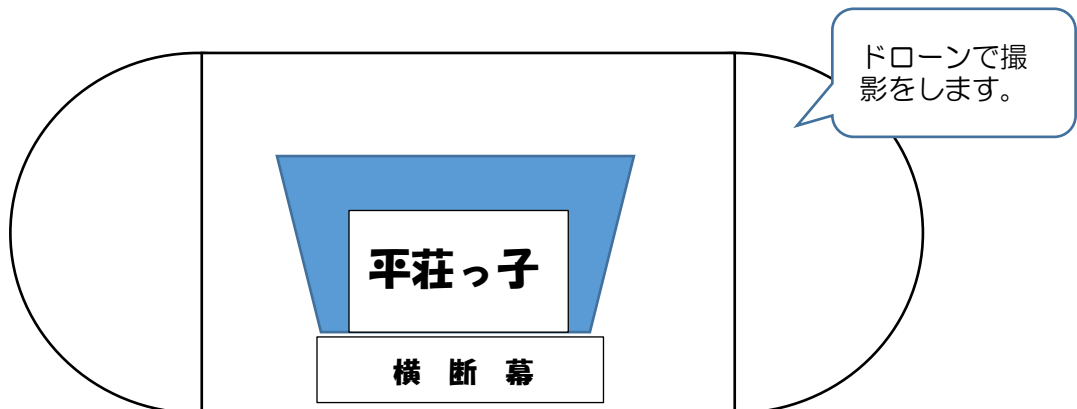 ドローンで撮
影をします。
平荘っ子
横 断 幕